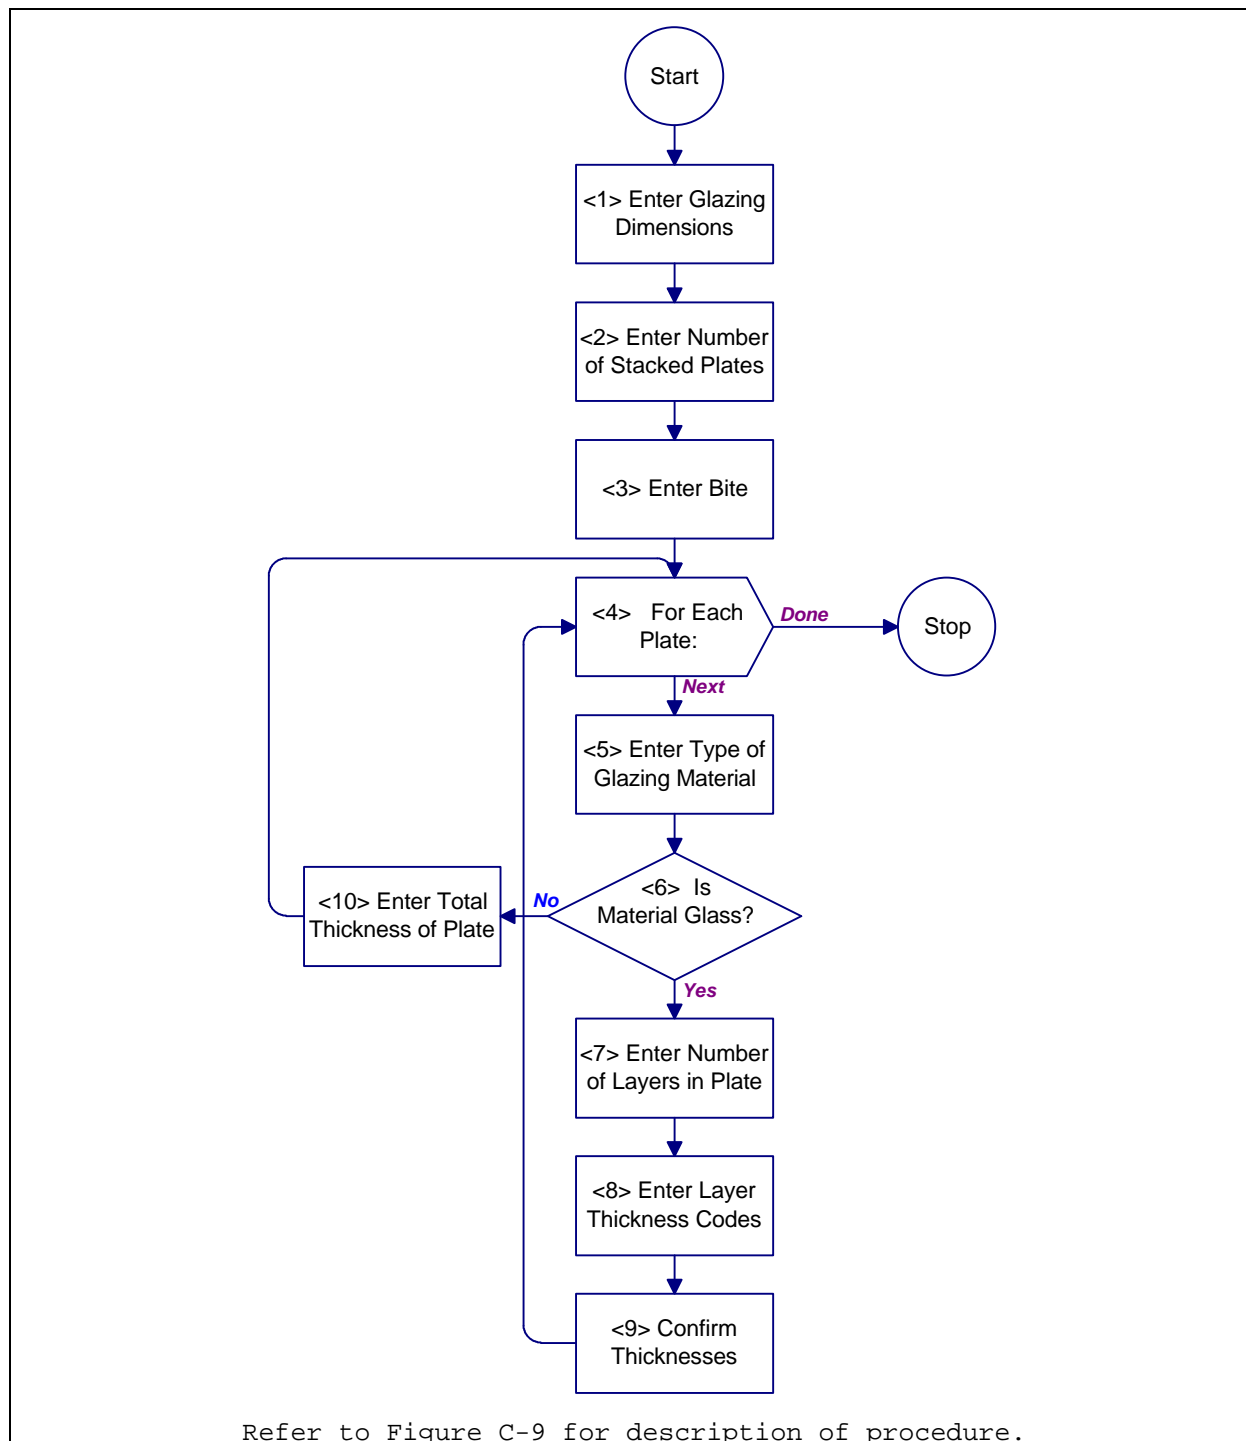 Start
<1> Enter Glazing
Dimensions
<2> Enter Number
of Stacked Plates
<3> Enter Bite
<4> For Each
Plate:
Done
Stop
Next
<5> Enter Type of
Glazing Material
<6> Is
Material Glass?
No
<10> Enter Total
Thickness of Plate
Yes
<7> Enter Number
of Layers in Plate
<8> Enter Layer
Thickness Codes
<9> Confirm
Thicknesses
Refer to Figure C-9 for description of procedure.